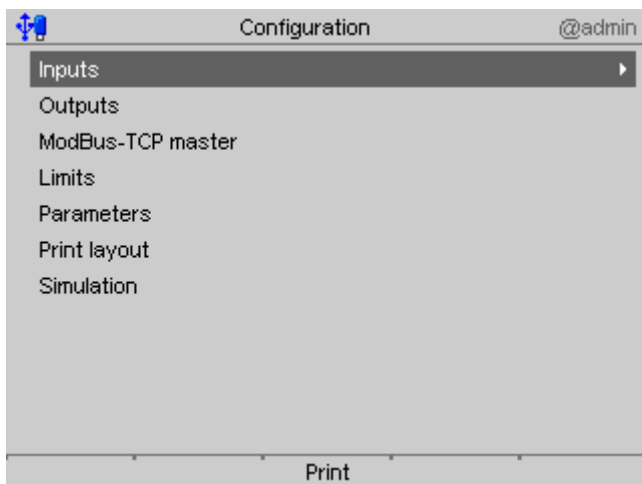 Configuration @admin
Inputs
Outputs
ModBus-TCP master
Limits
Parameters
Print layout
Simulation
Print